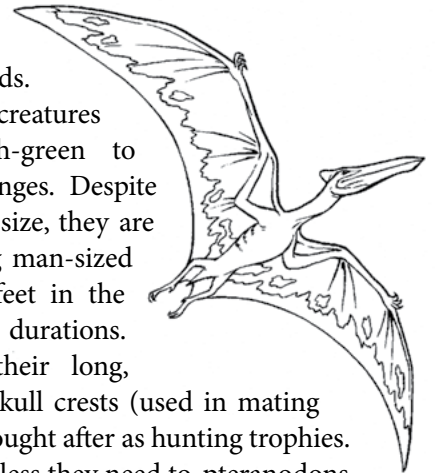 ds.
creatures
h-green to
nges. Despite
size, they are
g man-sized
feet in the
durations.
their long,
kull crests (used in mating
ought after as hunting trophies.
less they need to, pteranodons